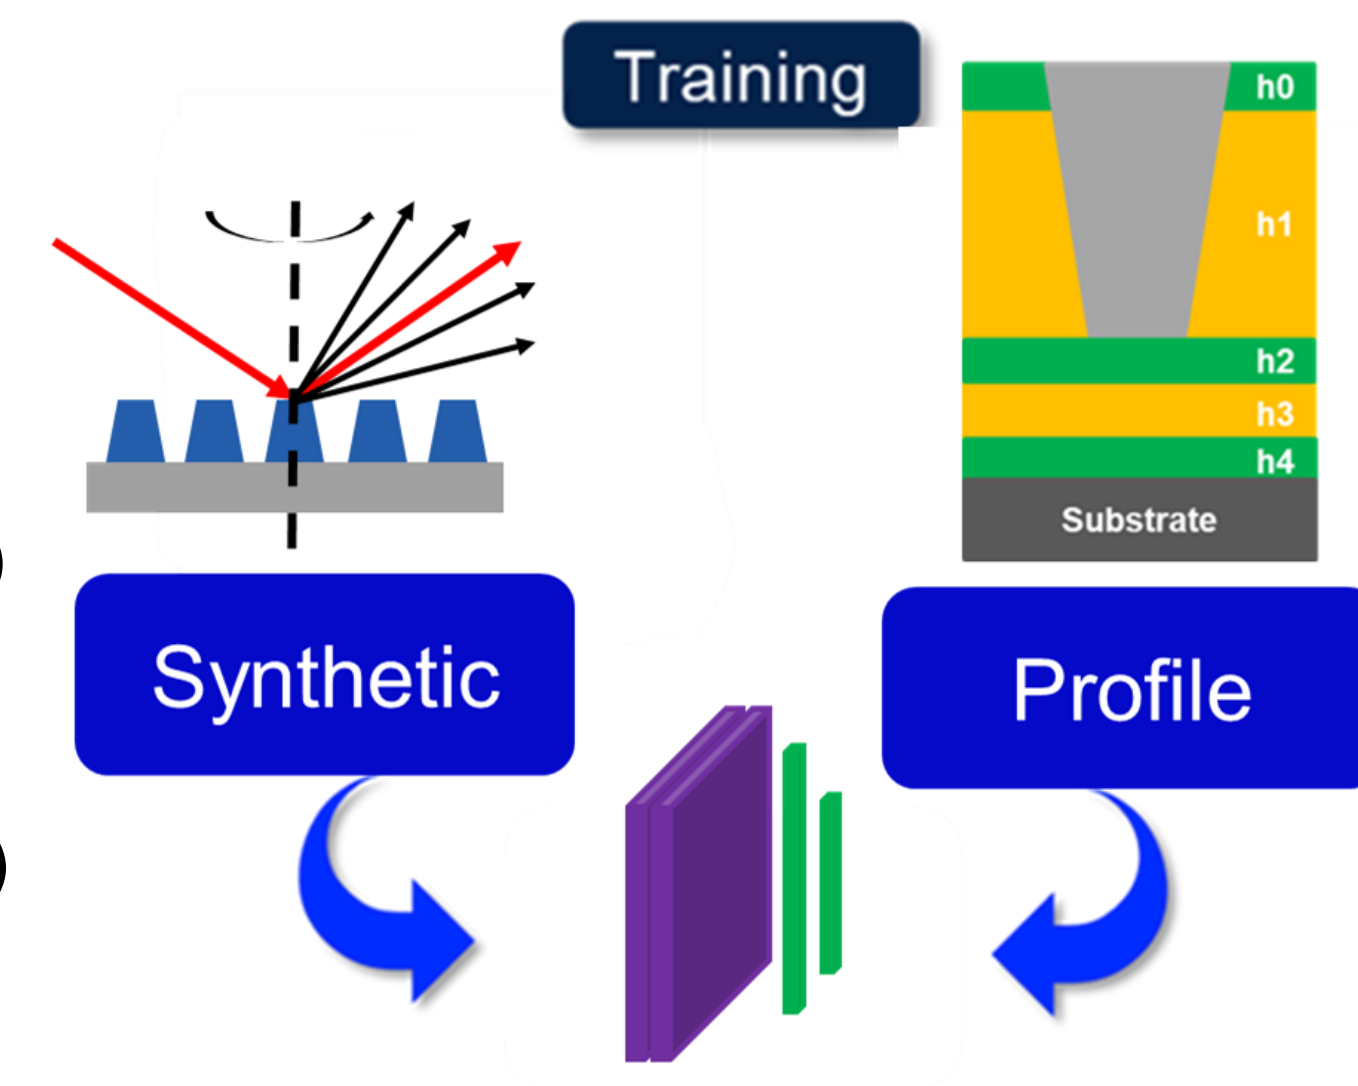 Training
h0
h1
h2
h3
h4
Substrate
Synthetic
Profile